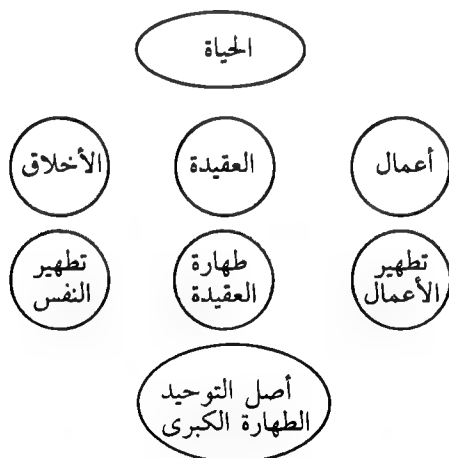 الحياة
أعمال
العقيدة
الأخلاق
تطهير
الأعمال
طهارة
العقيدة
تطهير
النفس
أصل التوحيد
الطهارة الكبرى